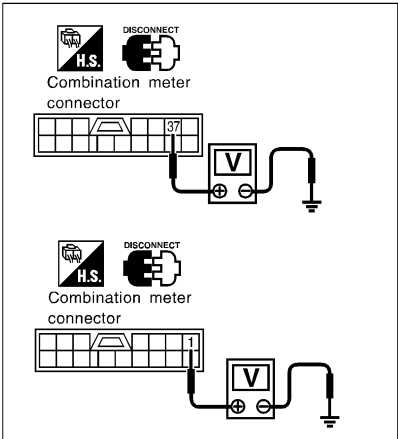 DISCONNECT
H.S.
Combination meter
connector
37
V
+ −
DISCONNECT
H.S.
Combination meter
connector
1
V
+ −